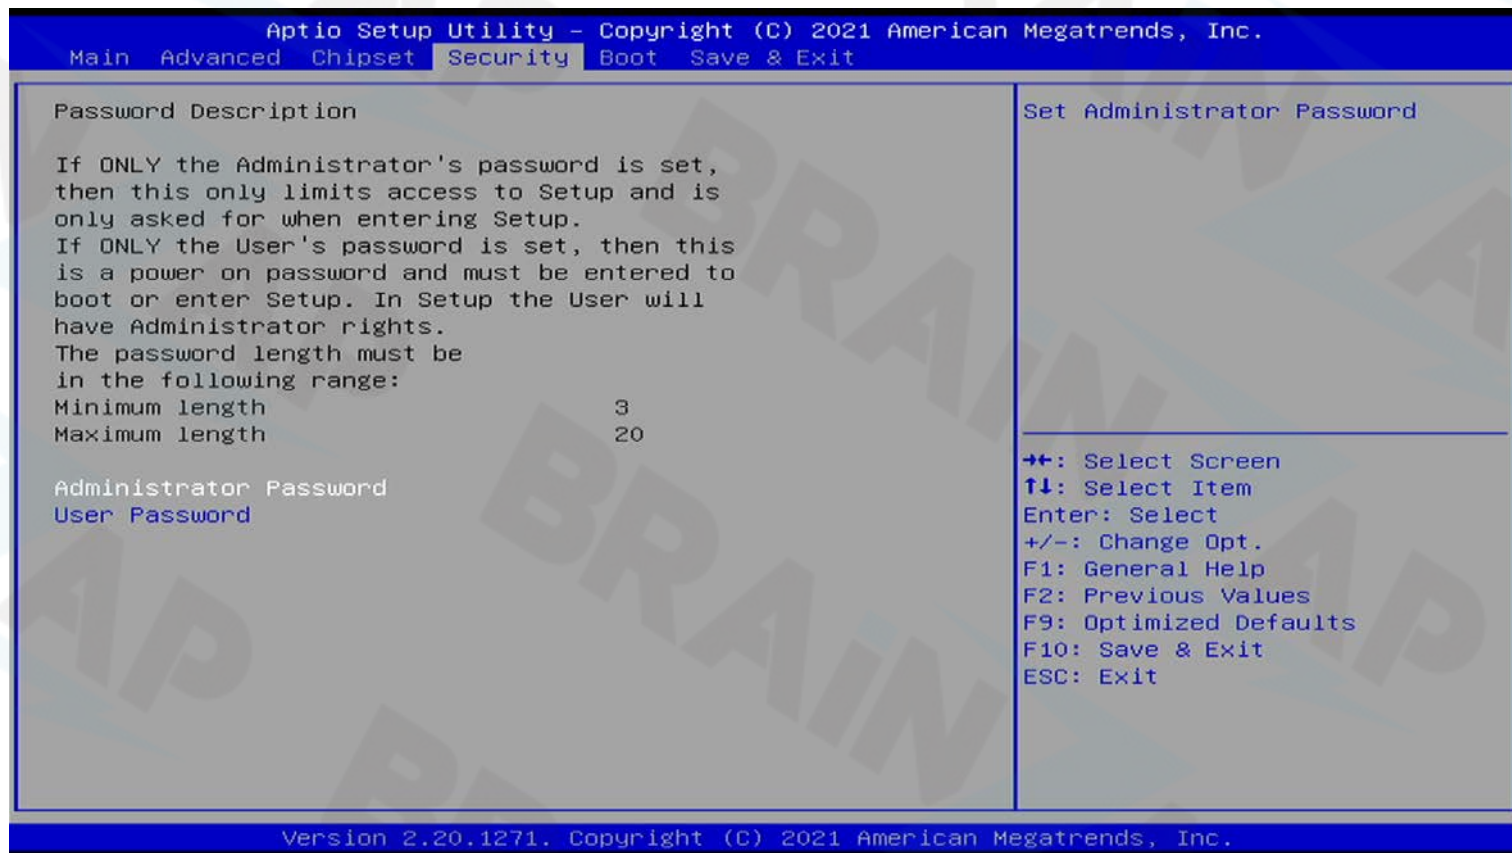 Aptio Setup Utility – Copyright (C) 2021 American Megatrends, Inc.
Main Advanced Chipset Security Boot Save & Exit
Password Description
If ONLY the Administrator's password is set,
then this only limits access to Setup and is
only asked for when entering Setup.
If ONLY the User's password is set, then this
is a power on password and must be entered to
boot or enter Setup. In Setup the User will
have Administrator rights.
The password length must be
in the following range:
Minimum length 3
Maximum length 20
Administrator Password
User Password
Set Administrator Password
→←: Select Screen
↑↓: Select Item
Enter: Select
+/-: Change Opt.
F1: General Help
F2: Previous Values
F9: Optimized Defaults
F10: Save & Exit
ESC: Exit
Version 2.20.1271. Copyright (C) 2021 American Megatrends, Inc.
BRAiN
BRAiN
BRAiN
AP
AP